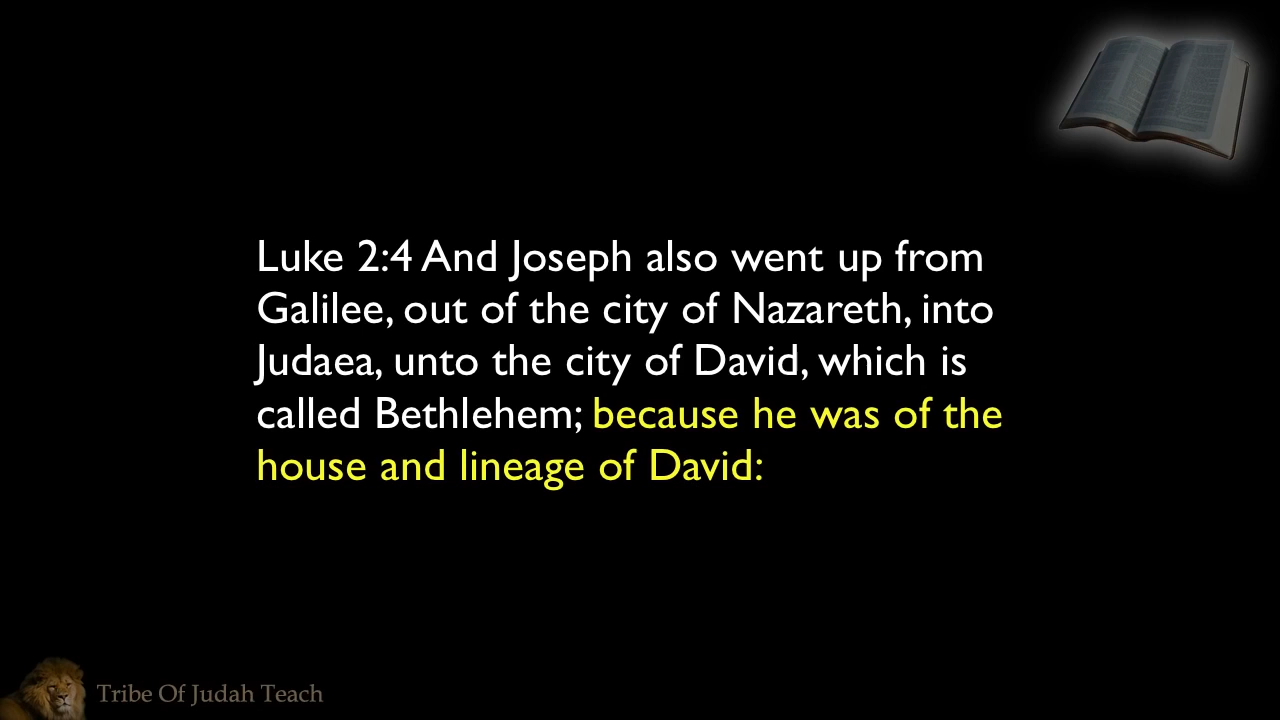 Luke 2:4 And Joseph also went up from
Galilee, out of the city of Nazareth, into
Judaea, unto the city of David, which is
called Bethlehem; because he was of the
house and lineage of David:
Tribe Of Judah Teach